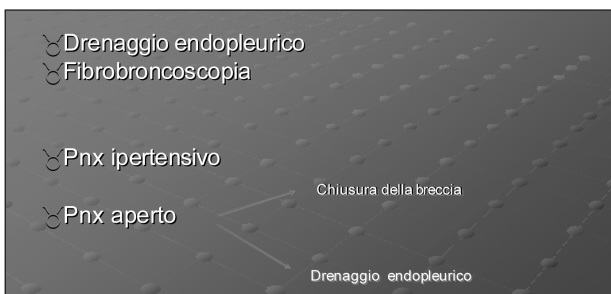 Drenaggio endopleurico
Fibrobroncoscopia
Pnx ipertensivo
Chiusura della breccia
Pnx aperto
Drenaggio endopleurico